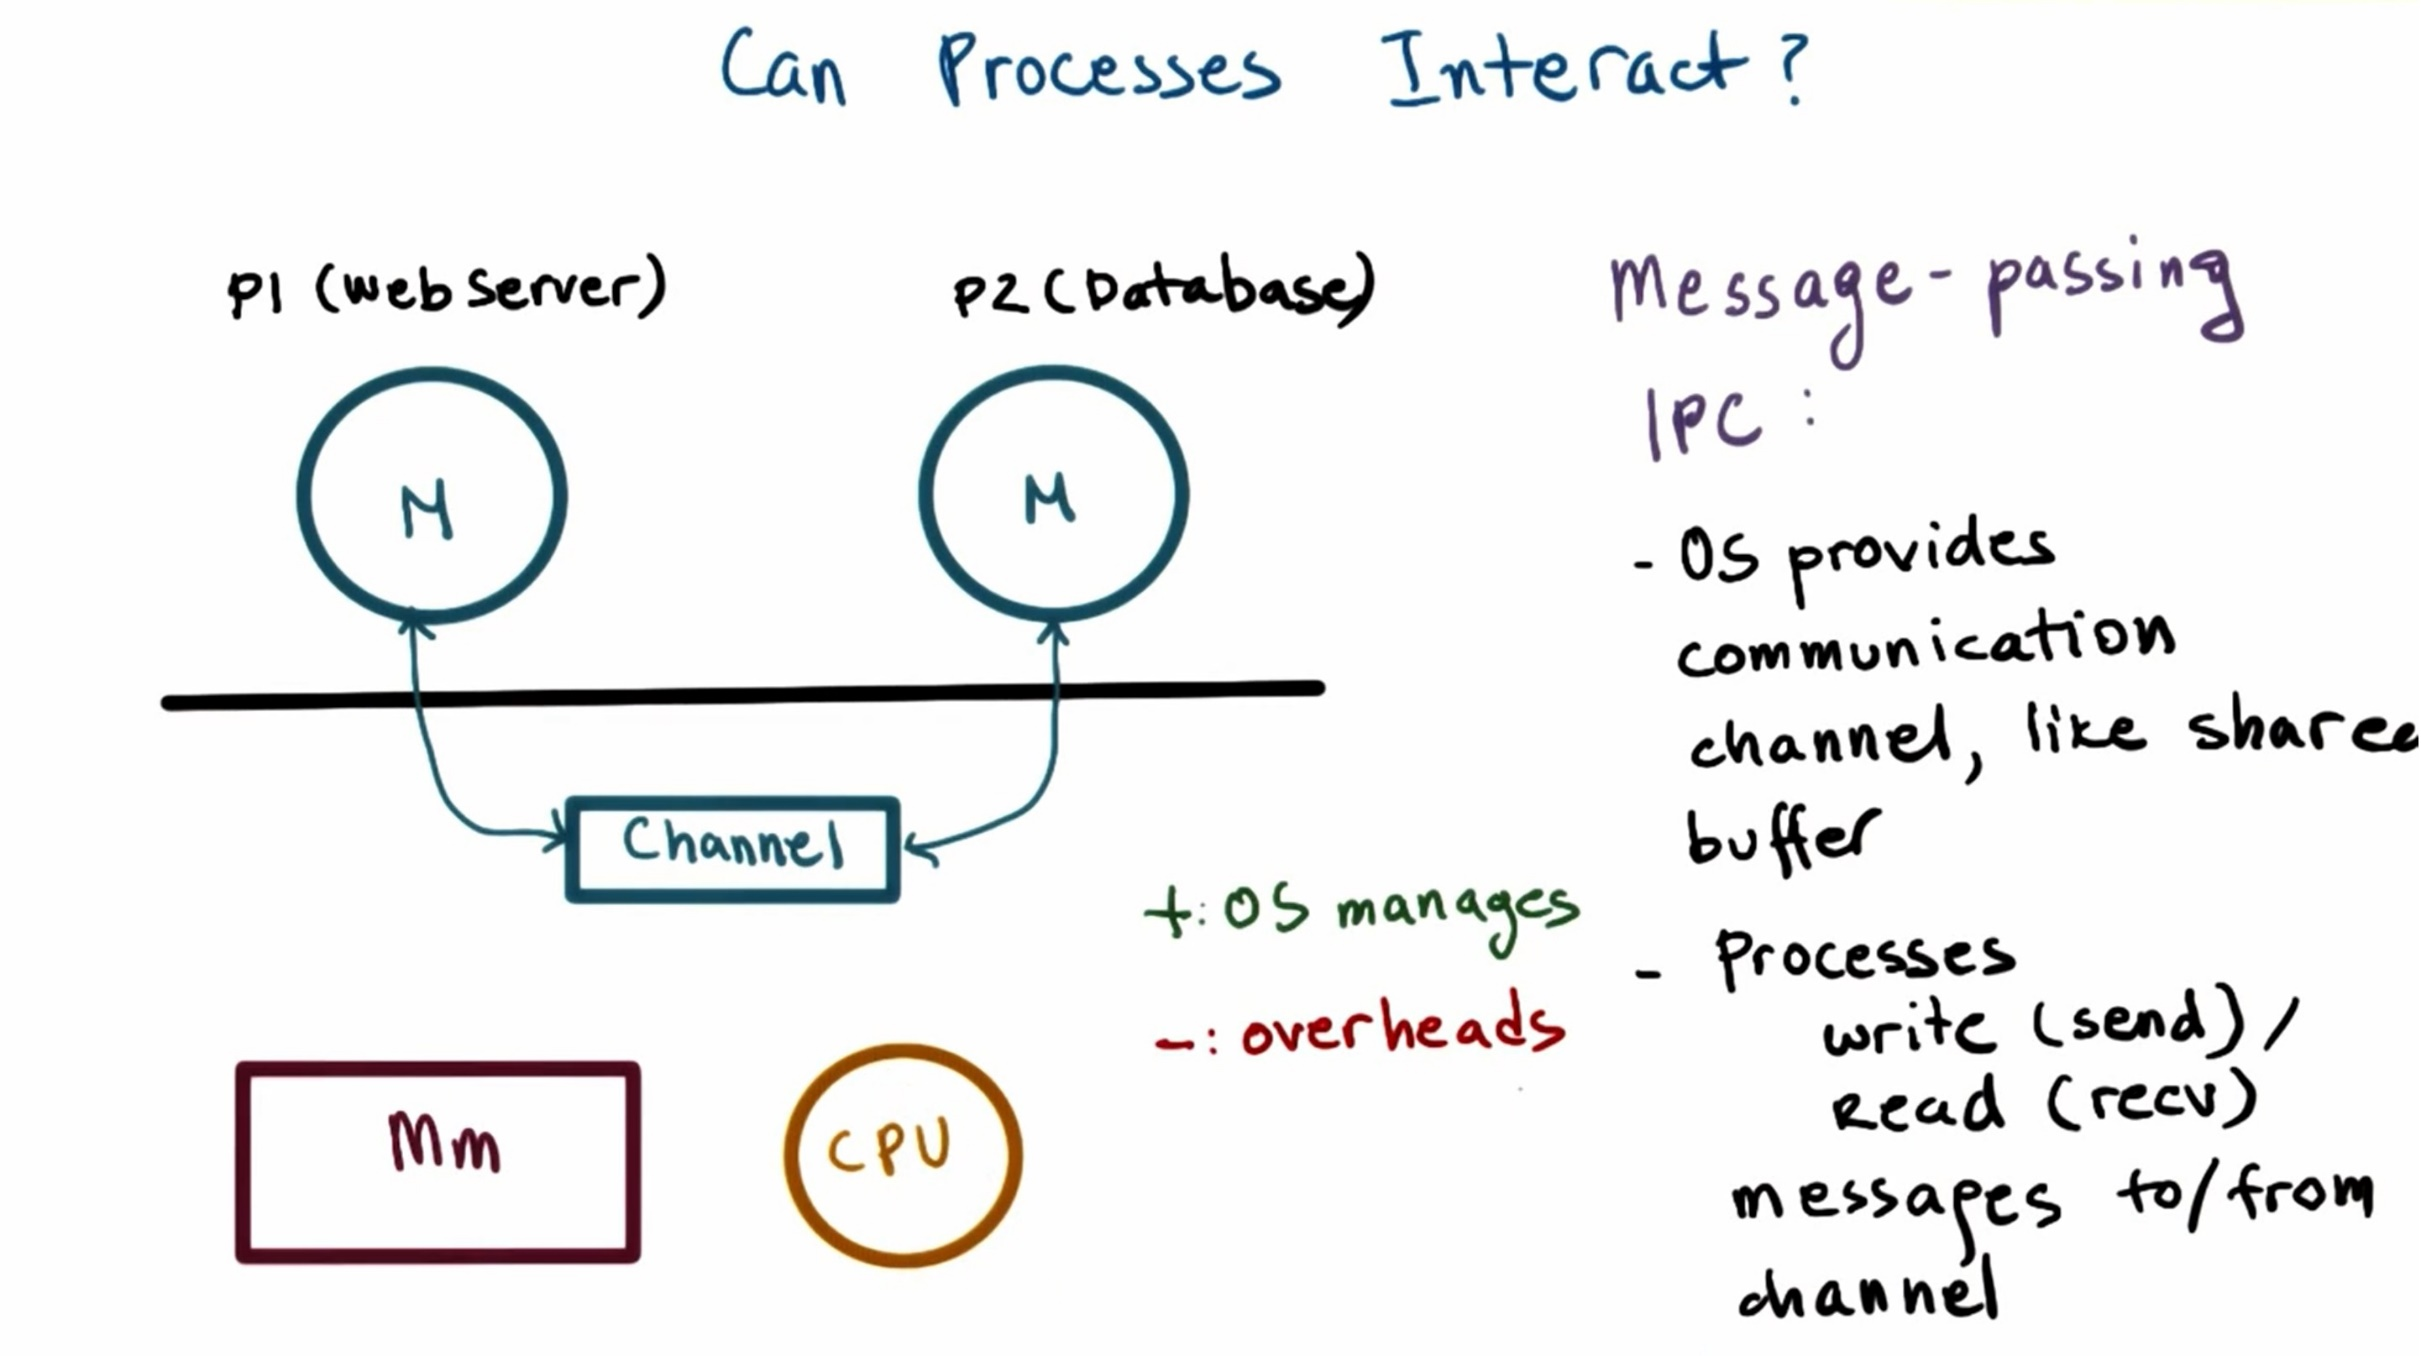 Can Processes Interact?
P1 (Web Server)
P2 (Database)
M
M
Channel
Mm
CPU
+: OS manages
-: overheads
Message-passing
IPC:
- OS provides
communication
channel, like share
buffer
- Processes
write (send) /
Read (recv)
messages to/from
channel